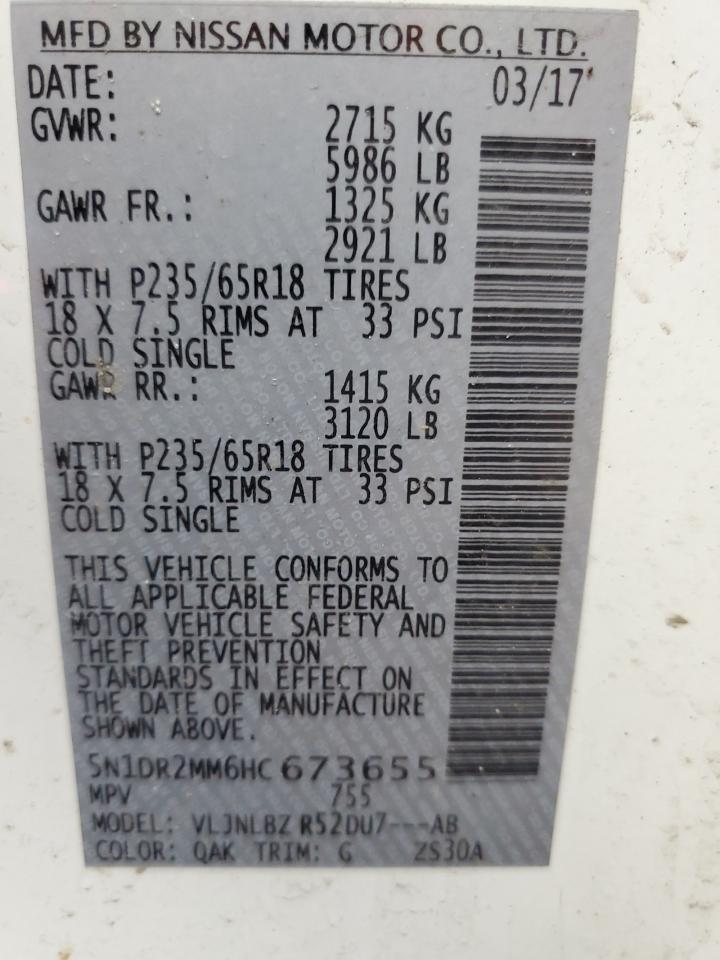 MFD BY NISSAN MOTOR CO., LTD.
DATE: 03/17
GVWR: 2715 KG
5986 LB
GAWR FR.: 1325 KG
2921 LB
WITH P235/65R18 TIRES
18 X 7.5 RIMS AT 33 PSI
COLD SINGLE
GAWR RR.: 1415 KG
3120 LB
WITH P235/65R18 TIRES
18 X 7.5 RIMS AT 33 PSI
COLD SINGLE
THIS VEHICLE CONFORMS TO
ALL APPLICABLE FEDERAL
MOTOR VEHICLE SAFETY AND
THEFT PREVENTION
STANDARDS IN EFFECT ON
THE DATE OF MANUFACTURE
SHOWN ABOVE.
5N1DR2MM6HC673655
MPV 755
MODEL: VLJNLBZ R52DU7---AB
COLOR: QAK TRIM: G ZS30A